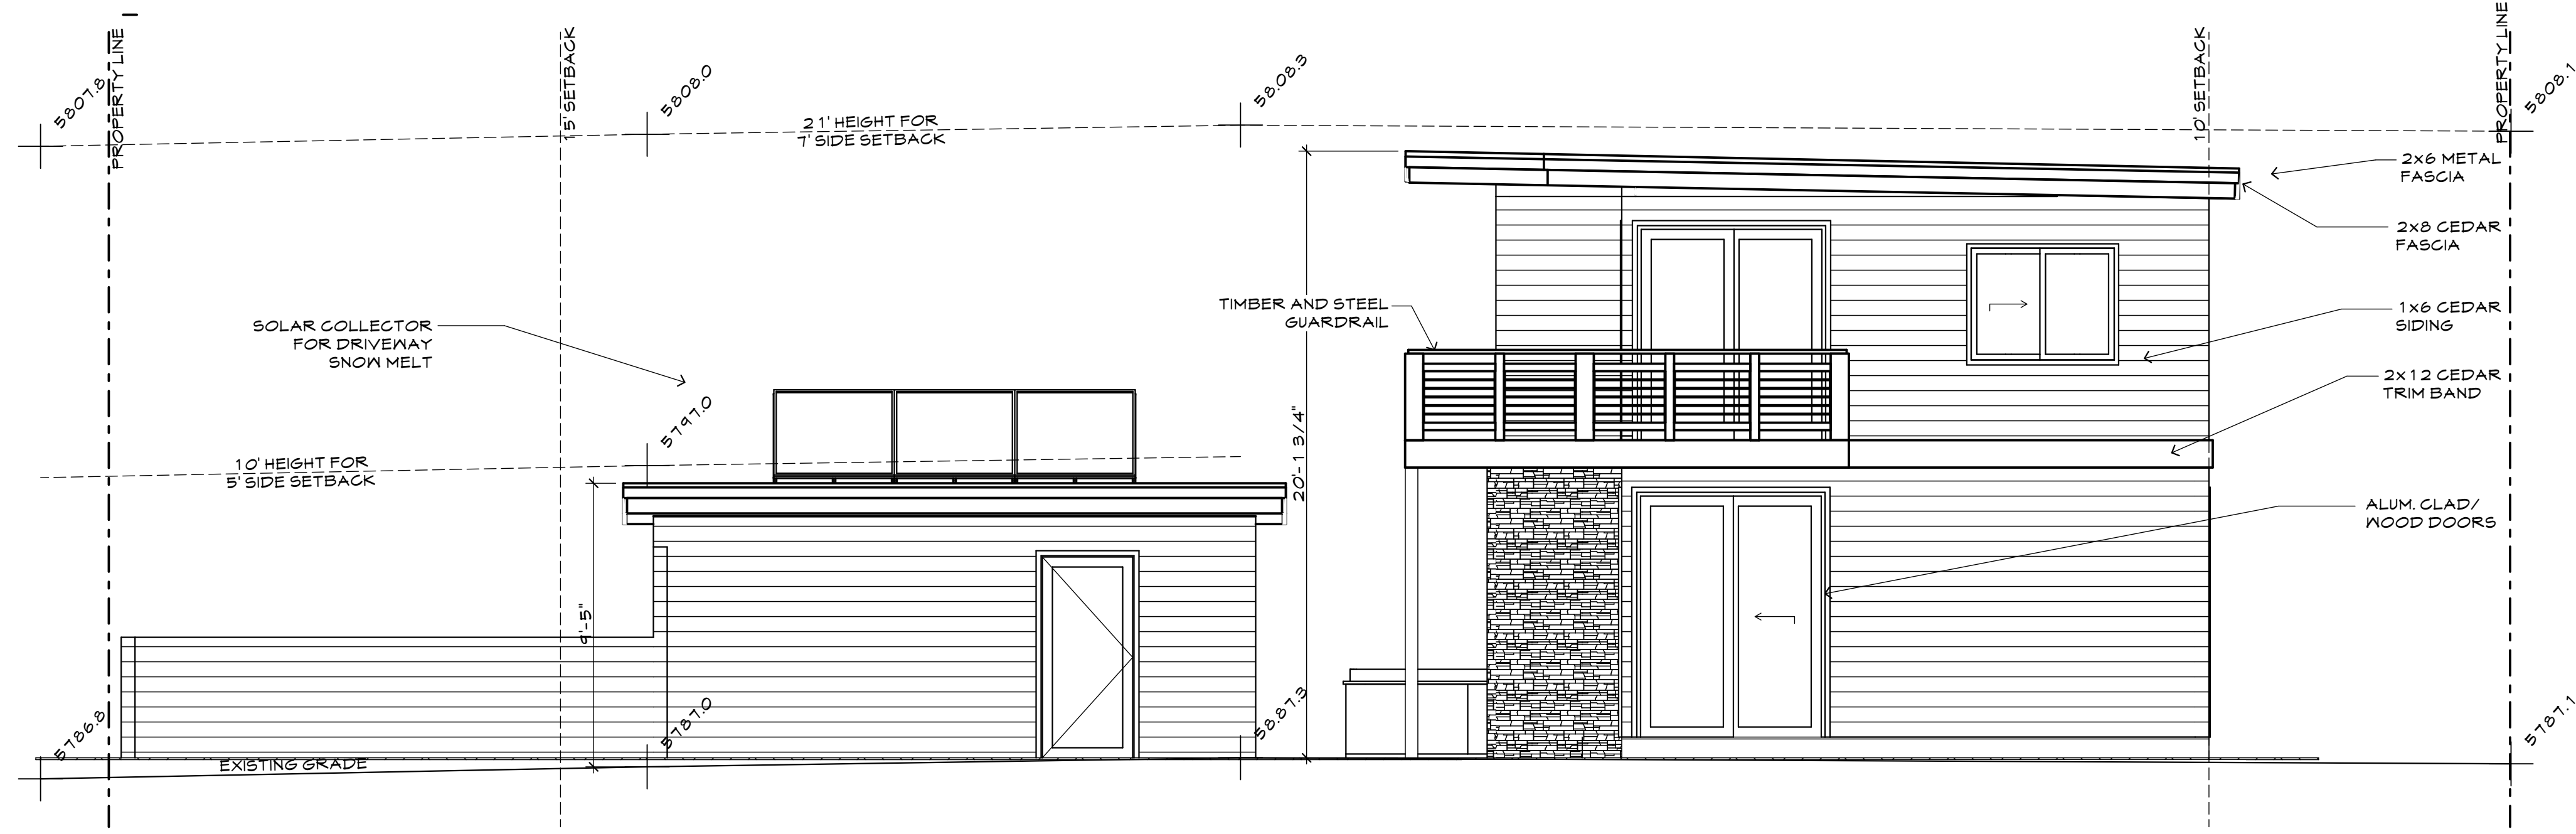 PROPERTY LINE
15' SETBACK
10' SETBACK
PROPERTY LINE
5807.8
5808.0
58.08.3
5808.1
21' HEIGHT FOR
7' SIDE SETBACK
2x6 METAL
FASCIA
2x8 CEDAR
FASCIA
TIMBER AND STEEL
GUARDRAIL
1x6 CEDAR
SIDING
SOLAR COLLECTOR
FOR DRIVEWAY
SNOW MELT
2x12 CEDAR
TRIM BAND
5797.0
20'-1 3/4"
10' HEIGHT FOR
5' SIDE SETBACK
ALUM. CLAD/
WOOD DOORS
9'-5"
5786.8
5787.0
58.87.3
5787.1
EXISTING GRADE